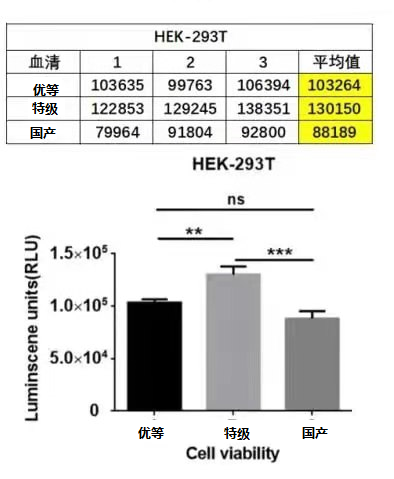 HEK-293T
血清 1 2 3 平均值
优等 103635 99763 106394 103264
特级 122853 129245 138351 130150
国产 79964 91804 92800 88189
HEK-293T
ns
**
***
Luminscene units(RLU)
1.5×10⁵
1.0×10⁵
5.0×10⁴
0
优等 特级 国产
Cell viability